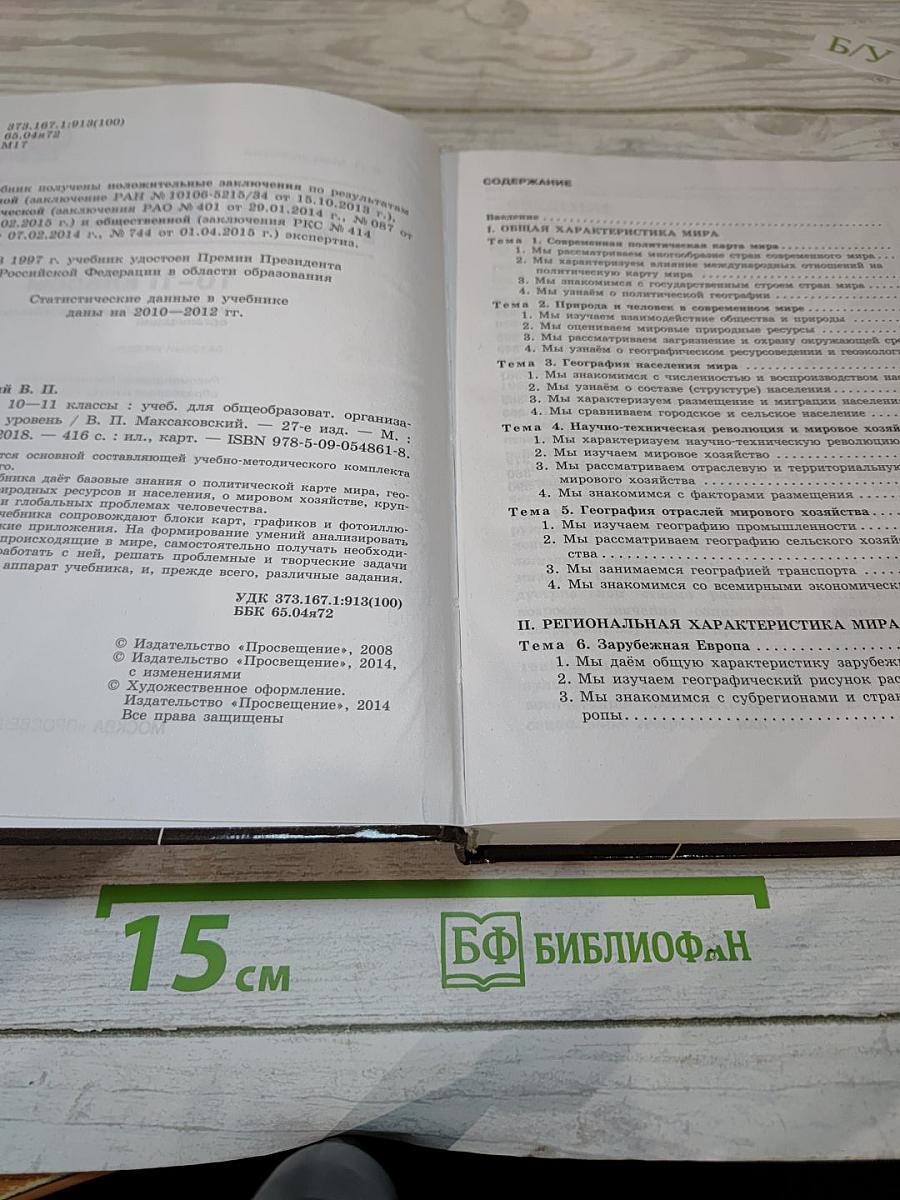 Б/У
373.167.1:913(100)
65.04я72
М17
бник получены положительные заключения по результатам
ной (заключение РАН № 10106-5215/34 от 15.10.2013 г.),
ческой (заключения РАО № 401 от 29.01.2014 г., № 087 от
.02.2015 г.) и общественной (заключения РКС № 414
07.02.2014 г., № 744 от 01.04.2015 г.) экспертиз.
В 1997 г. учебник удостоен Премии Президента
Российской Федерации в области образования
Статистические данные в учебнике
даны на 2010—2012 гг.
ий В. П.
10—11 классы : учеб. для общеобразоват. организа-
уровень / В. П. Максаковский. — 27-е изд. — М. :
2018. — 416 с. : ил., карт. — ISBN 978-5-09-054861-8.
тся основной составляющей учебно-методического комплекта
го.
бника даёт базовые знания о политической карте мира, гео-
риродных ресурсов и населения, о мировом хозяйстве, круп-
и глобальных проблемах человечества.
учебника сопровождают блоки карт, графиков и фотоиллю-
кие приложения. На формирование умений анализировать
происходящие в мире, самостоятельно получать необходи-
работать с ней, решать проблемные и творческие задачи
аппарат учебника, и, прежде всего, различные задания.
УДК 373.167.1:913(100)
ББК 65.04я72
© Издательство «Просвещение», 2008
© Издательство «Просвещение», 2014,
с изменениями
© Художественное оформление.
Издательство «Просвещение», 2014
Все права защищены
СОДЕРЖАНИЕ
Введение
I. ОБЩАЯ ХАРАКТЕРИСТИКА МИРА
Тема 1. Современная политическая карта мира
1. Мы рассматриваем многообразие стран современного мира
2. Мы характеризуем влияние международных отношений на
политическую карту мира
3. Мы знакомимся с государственным строем стран мира
4. Мы узнаём о политической географии
Тема 2. Природа и человек в современном мире
1. Мы изучаем взаимодействие общества и природы
2. Мы оцениваем мировые природные ресурсы
3. Мы рассматриваем загрязнение и охрану окружающей сре
4. Мы узнаём о географическом ресурсоведении и геоэколог
Тема 3. География населения мира
1. Мы знакомимся с численностью и воспроизводством нас
2. Мы узнаём о составе (структуре) населения
3. Мы характеризуем размещение и миграции населения
4. Мы сравниваем городское и сельское население
Тема 4. Научно-техническая революция и мировое хозяй
1. Мы характеризуем научно-техническую революцию
2. Мы изучаем мировое хозяйство
3. Мы рассматриваем отраслевую и территориальную
мирового хозяйства
4. Мы знакомимся с факторами размещения
Тема 5. География отраслей мирового хозяйства
1. Мы изучаем географию промышленности
2. Мы рассматриваем географию сельского хозяй
ства
3. Мы занимаемся географией транспорта
4. Мы знакомимся со всемирными экономически
II. РЕГИОНАЛЬНАЯ ХАРАКТЕРИСТИКА МИРА
Тема 6. Зарубежная Европа
1. Мы даём общую характеристику зарубеж
2. Мы изучаем географический рисунок рас
3. Мы знакомимся с субрегионами и стран
ропы
15 см
БФ БИБЛИОФАН